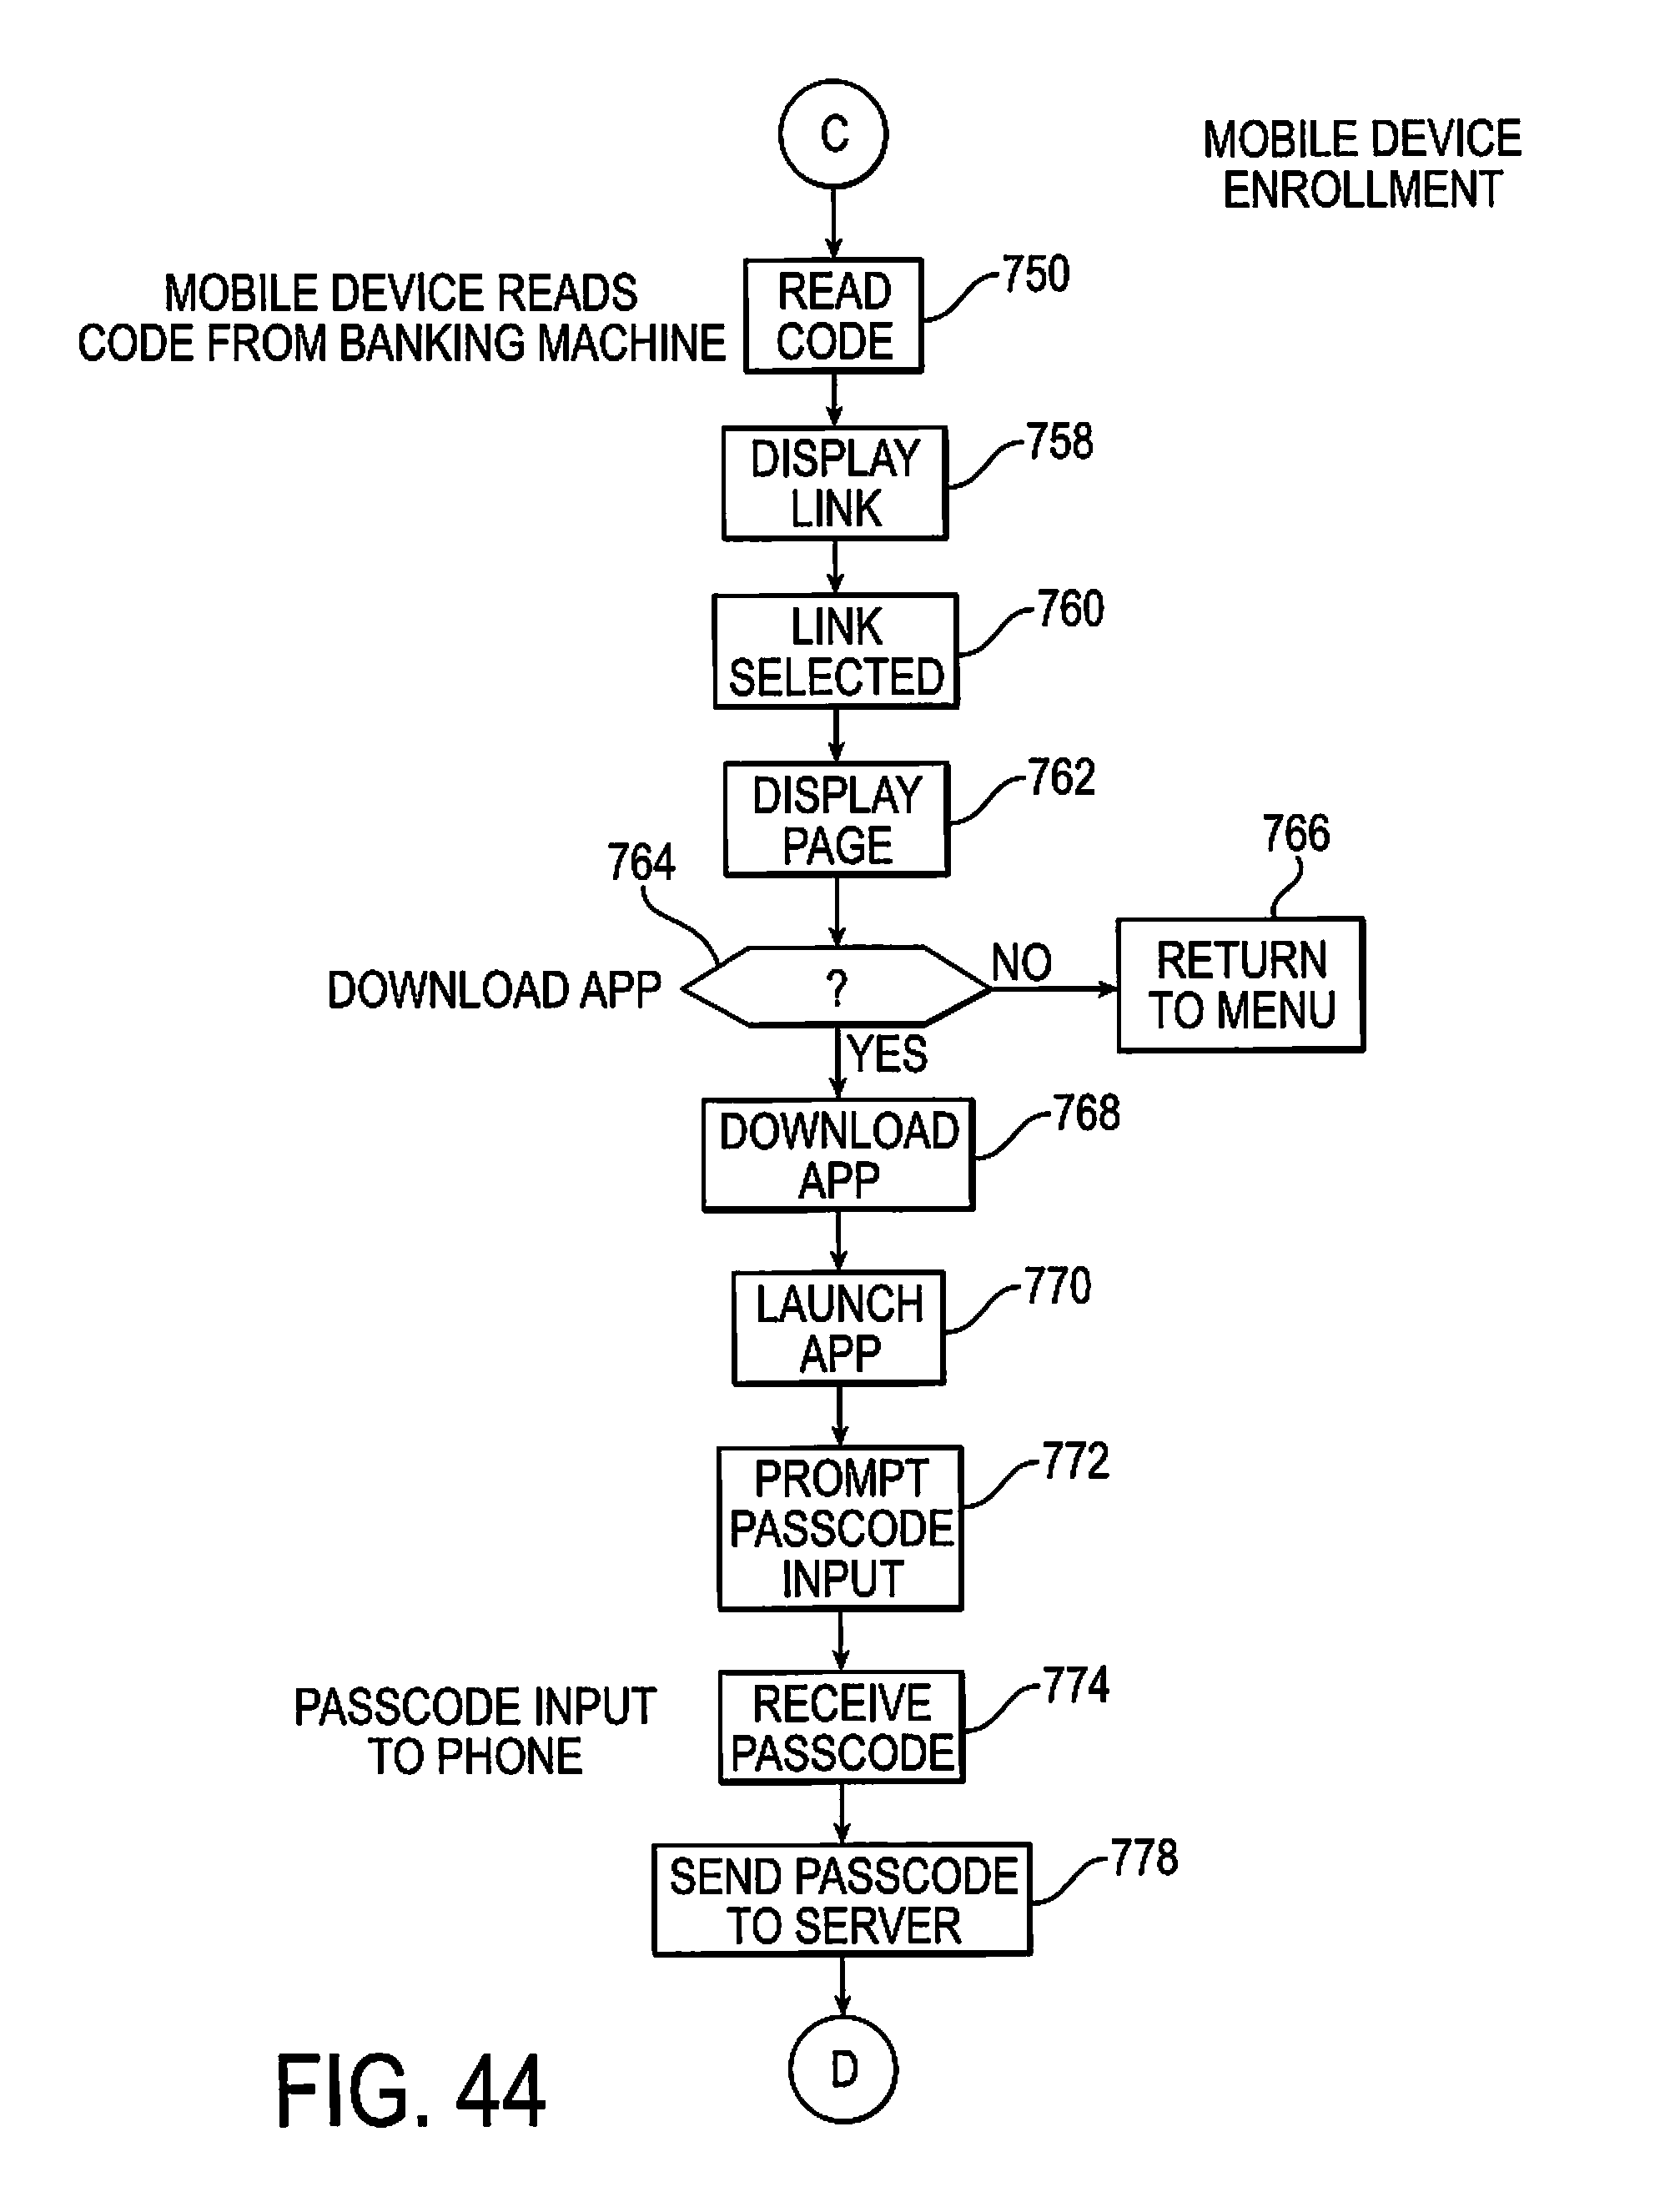 C
MOBILE DEVICE
ENROLLMENT
MOBILE DEVICE READS
CODE FROM BANKING MACHINE
READ
CODE
750
DISPLAY
LINK
758
LINK
SELECTED
760
DISPLAY
PAGE
762
764
DOWNLOAD APP
?
NO
766
RETURN
TO MENU
YES
DOWNLOAD
APP
768
LAUNCH
APP
770
PROMPT
PASSCODE
INPUT
772
PASSCODE INPUT
TO PHONE
RECEIVE
PASSCODE
774
SEND PASSCODE
TO SERVER
778
D
FIG. 44